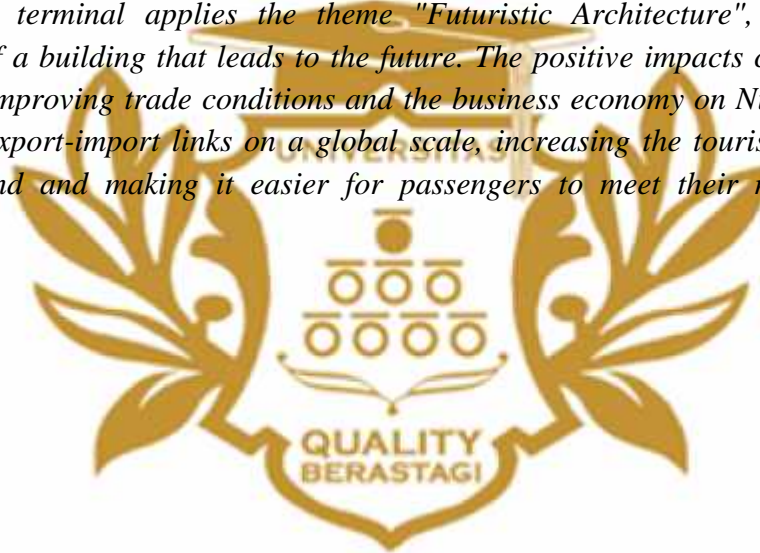 terminal applies the theme "Futuristic Architecture",
f a building that leads to the future. The positive impacts
mproving trade conditions and the business economy on
xport-import links on a global scale, increasing the
nd and making it easier for passengers to meet their
UNIVERSITAS
QUALITY
BERASTAGI